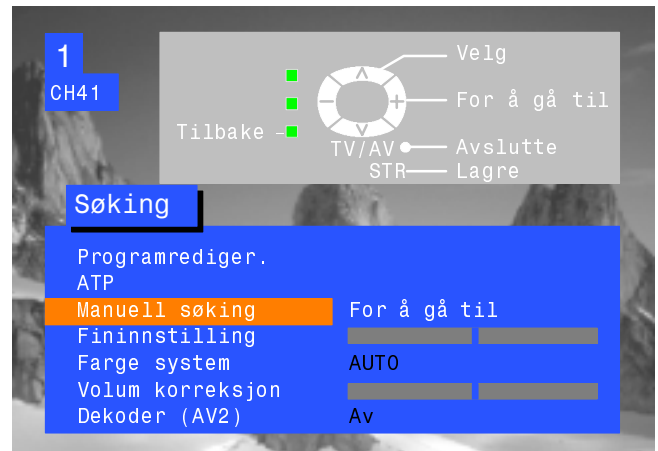 1
CH41
Velg
For å gå til
Tilbake
TV/AV Avslutte
STR Lagre
Søking
Programrediger.
ATP
Manuell søking For å gå til
Fininnstilling
Farge system AUTO
Volum korreksjon
Dekoder (AV2) Av